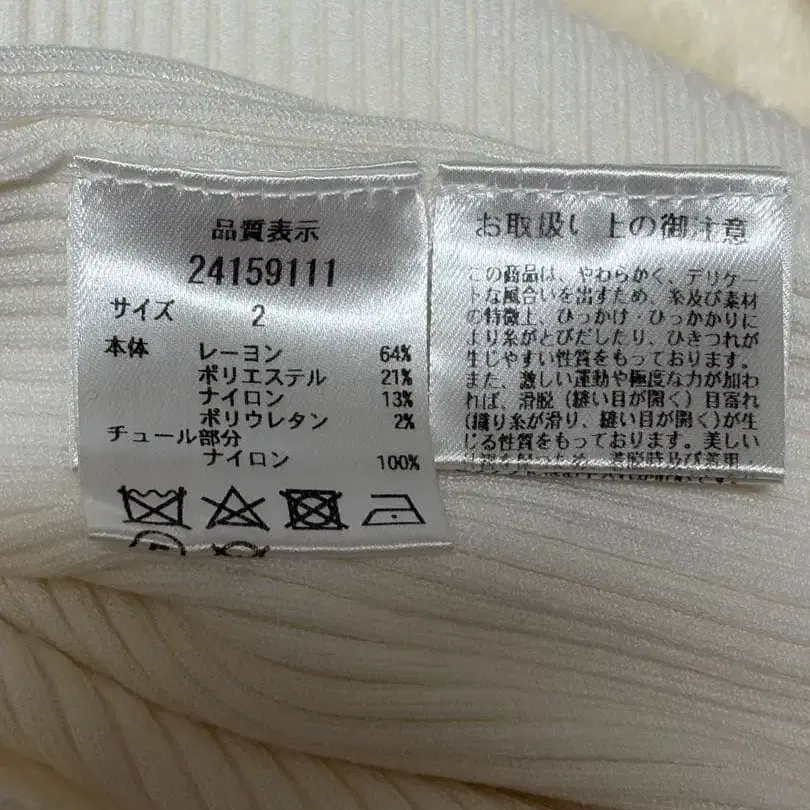 品質表示
24159111
サイズ 2
本体 レーヨン 64%
ポリエステル 21%
ナイロン 13%
ポリウレタン 2%
チュール部分
ナイロン 100%
お取扱い上の御注意
この商品は、やわらかく、デリケー
トな風合いを出すため、糸及び素材
の特徴上、ひっかけ・ひっかかりに
より糸がとびだしたり、ひきつれが
生じやすい性質をもっております。
また、激しい運動や極度な力が加わ
れば、滑脱（縫い目が開く）目寄れ
（織り糸が滑り、縫い目が開く）が生
じる性質をもっております。美しい